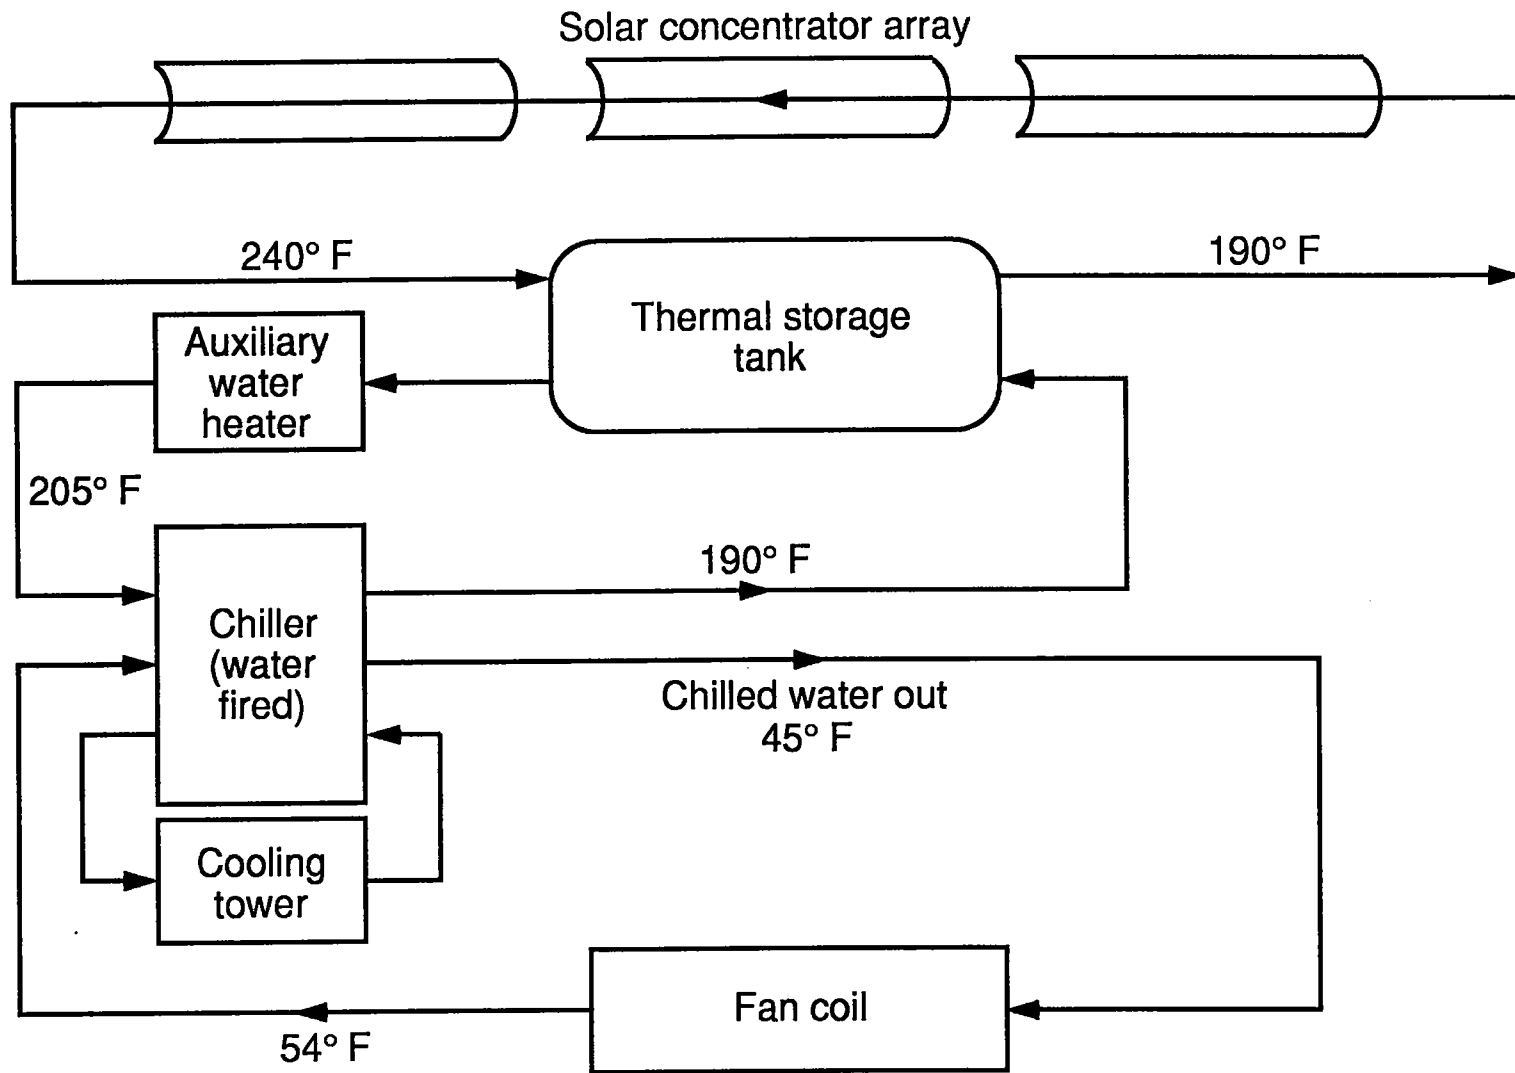 Solar concentrator array
240° F
190° F
Thermal storage
tank
Auxiliary
water
heater
205° F
190° F
Chiller
(water
fired)
Chilled water out
45° F
Cooling
tower
Fan coil
54° F